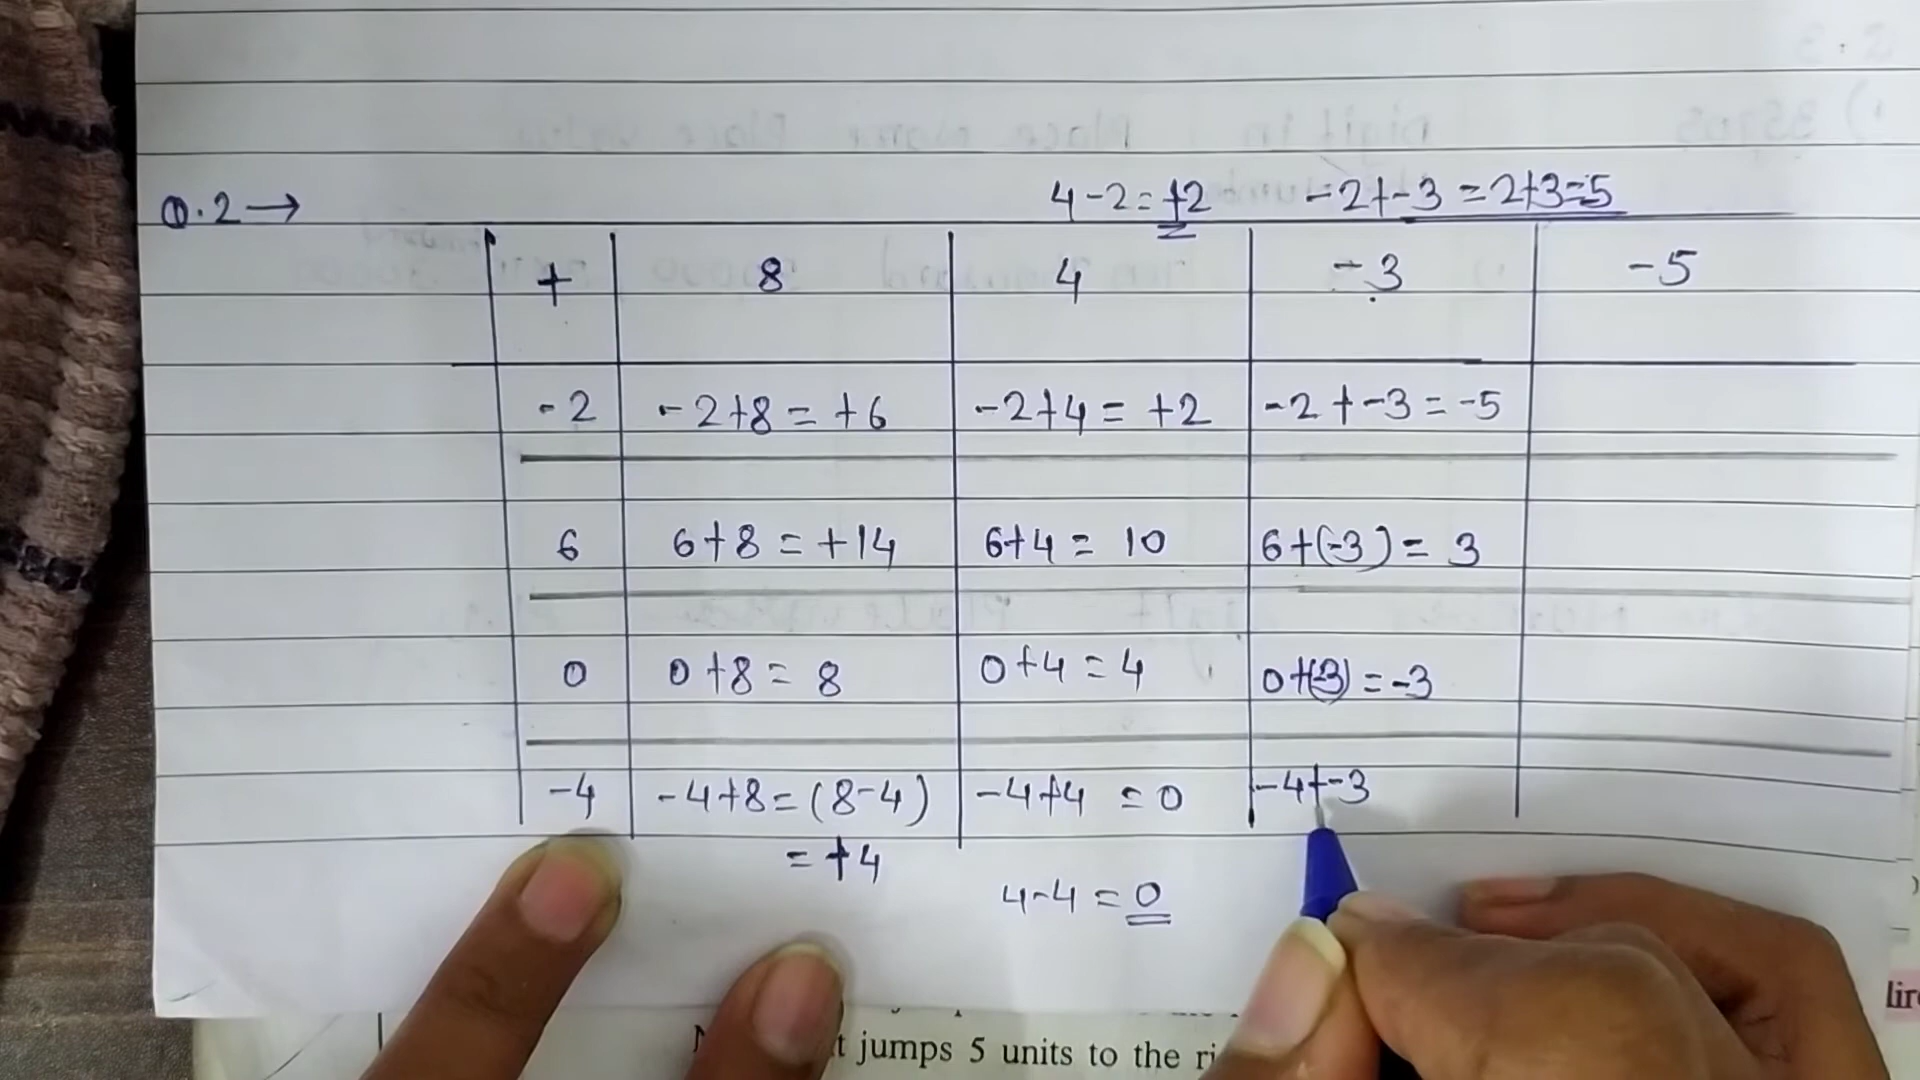 4-2=+2 -2+-3 =2+3=5
Q.2→
+ 8 4 -3 -5
-2 -2+8=+6 -2+4= +2 -2+-3=-5
6 6+8=+14 6+4= 10 6+(-3)= 3
0 0+8= 8 0+4=4 0+(-3)=-3
-4 -4+8=(8-4) -4+4 =0 -4+-3
=+4
4-4=0
t jumps 5 units to the ri